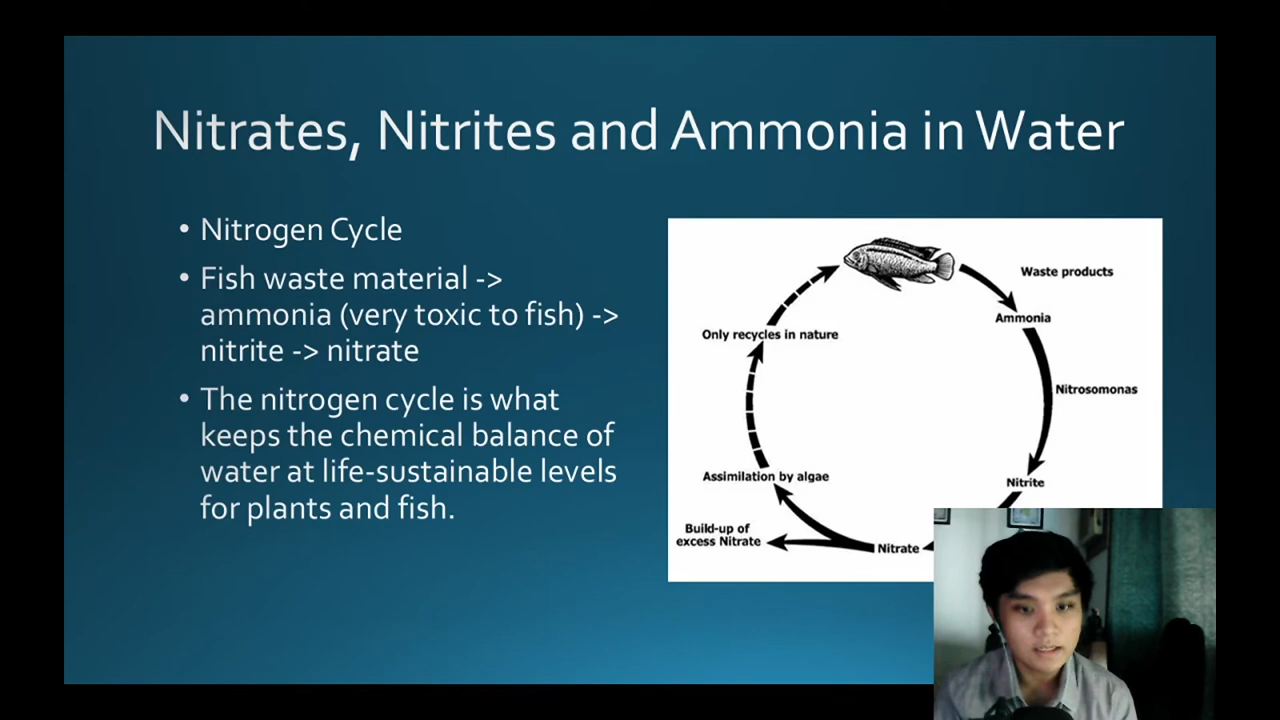 Nitrates, Nitrites and Ammonia in Water
• Nitrogen Cycle
• Fish waste material ->
ammonia (very toxic to fish) ->
nitrite -> nitrate
• The nitrogen cycle is what
keeps the chemical balance of
water at life-sustainable levels
for plants and fish.
Waste products
Ammonia
Nitrosomonas
Nitrite
Nitrate
Build-up of
excess Nitrate
Assimilation by algae
Only recycles in nature